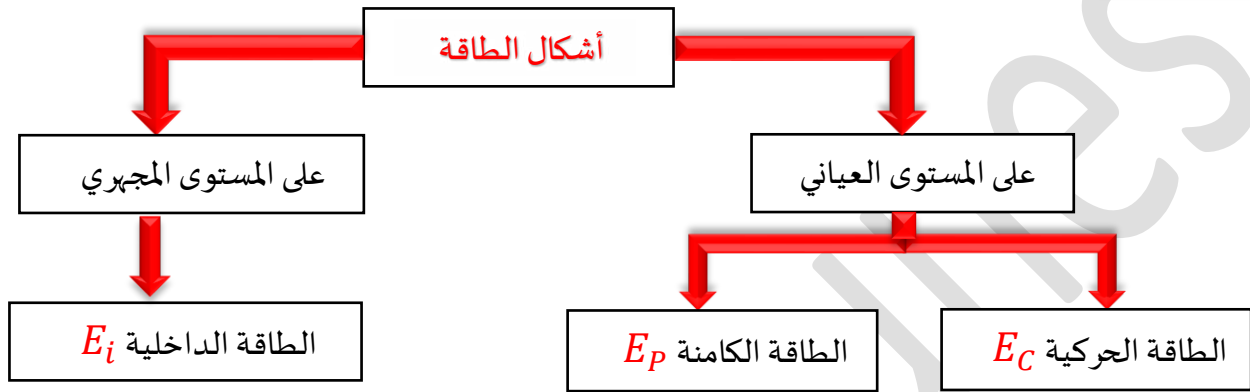 أشكال الطاقة
على المستوى العياني
على المستوى المجهري
الطاقة الحركية E_C
الطاقة الكامنة E_P
الطاقة الداخلية E_i